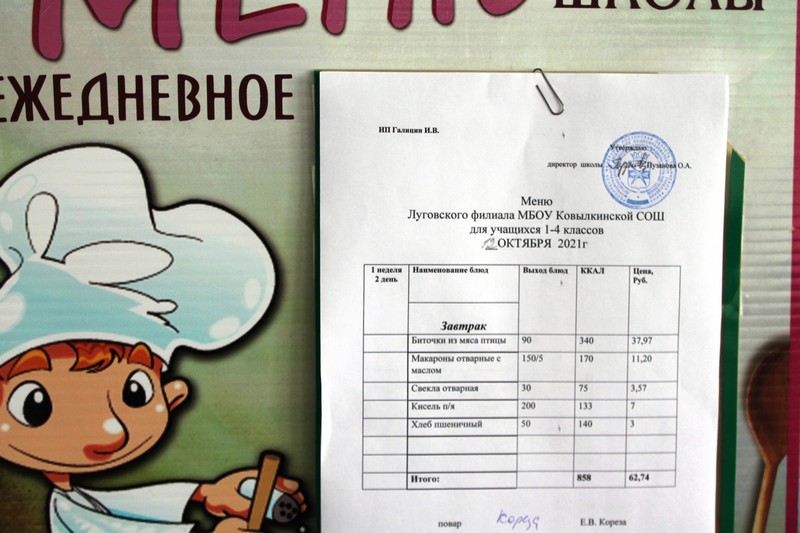 МЕНЮ
ШКОЛЫ
ЕЖЕДНЕВНОЕ
ИП Галицин И.В.
Утверждаю
директор школы Пузанова О.А.
Меню
Луговского филиала МБОУ Ковылкинской СОШ
для учащихся 1-4 классов
12 ОКТЯБРЯ 2021г
1 неделя 2 день Наименование блюд Выход блюд ККАЛ Цена, Руб.
Завтрак
Биточки из мяса птицы 90 340 37,97
Макароны отварные с маслом 150/5 170 11,20
Свекла отварная 30 75 3,57
Кисель п/я 200 133 7
Хлеб пшеничный 50 140 3
Итого: 858 62,74
повар Кореза Е.В. Кореза